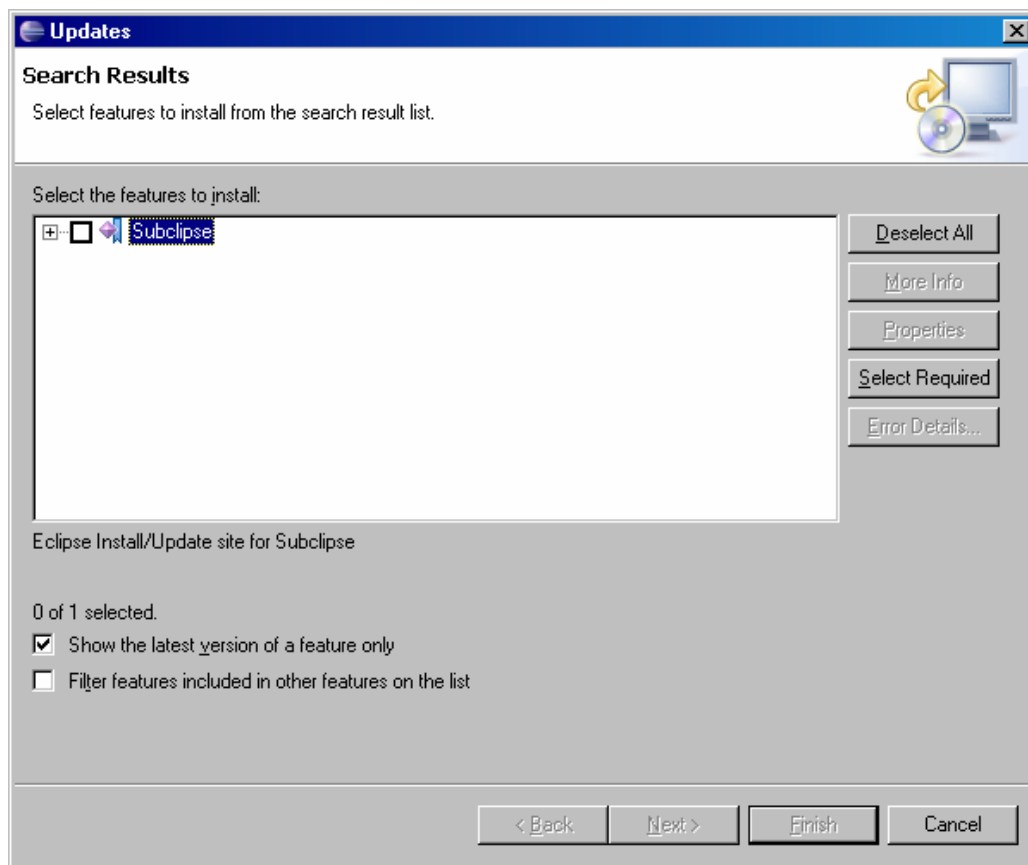 Updates
Search Results
Select features to install from the search result list.
Select the features to install:
Subclipse
Deselect All
More Info
Properties
Select Required
Error Details...
Eclipse Install/Update site for Subclipse
0 of 1 selected.
Show the latest version of a feature only
Filter features included in other features on the list
< Back
Next >
Finish
Cancel